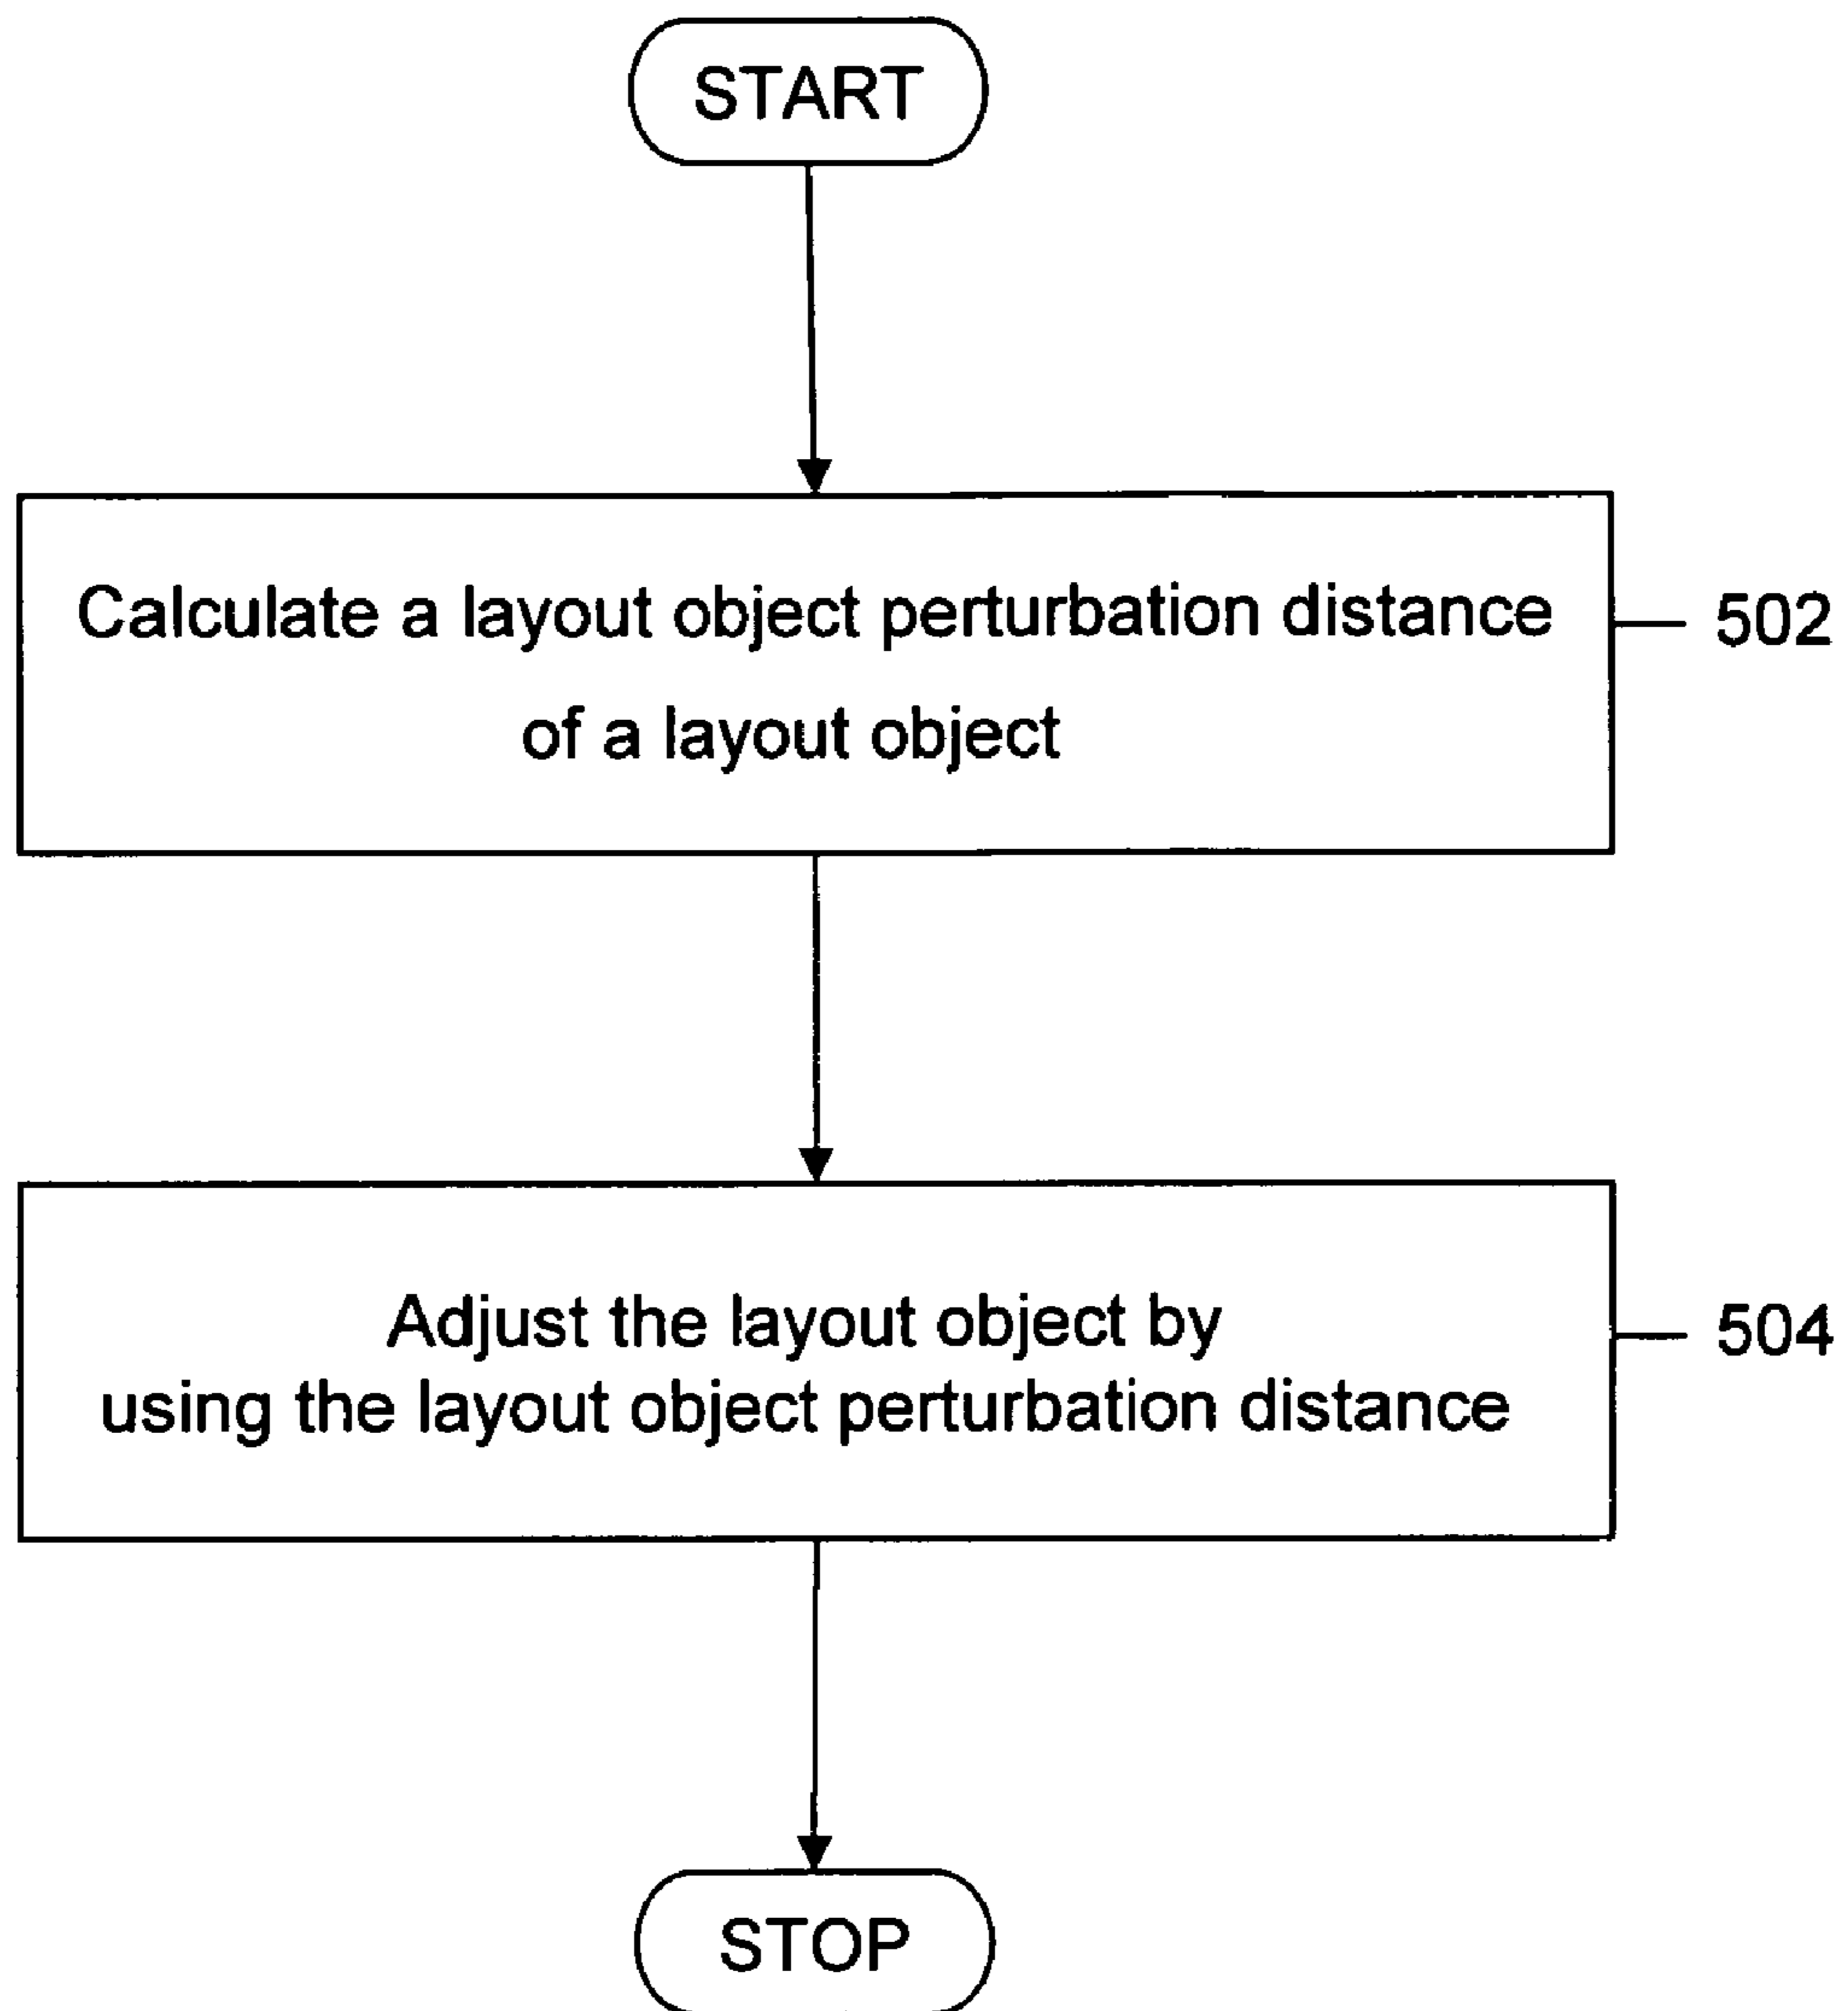 START
Calculate a layout object perturbation distance
of a layout object
502
Adjust the layout object by
using the layout object perturbation distance
504
STOP